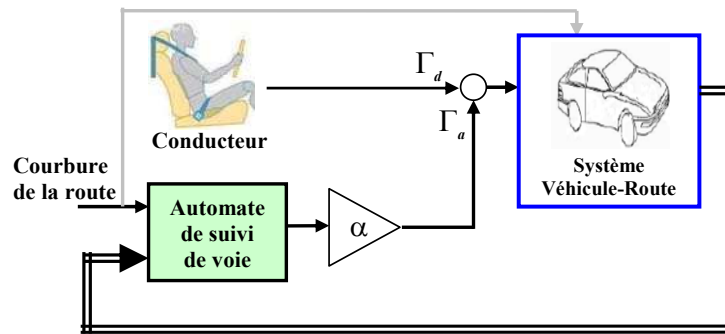 Γd
Conducteur
Γa
Courbure
de la route
Système
Véhicule-Route
Automate
de suivi
de voie
α